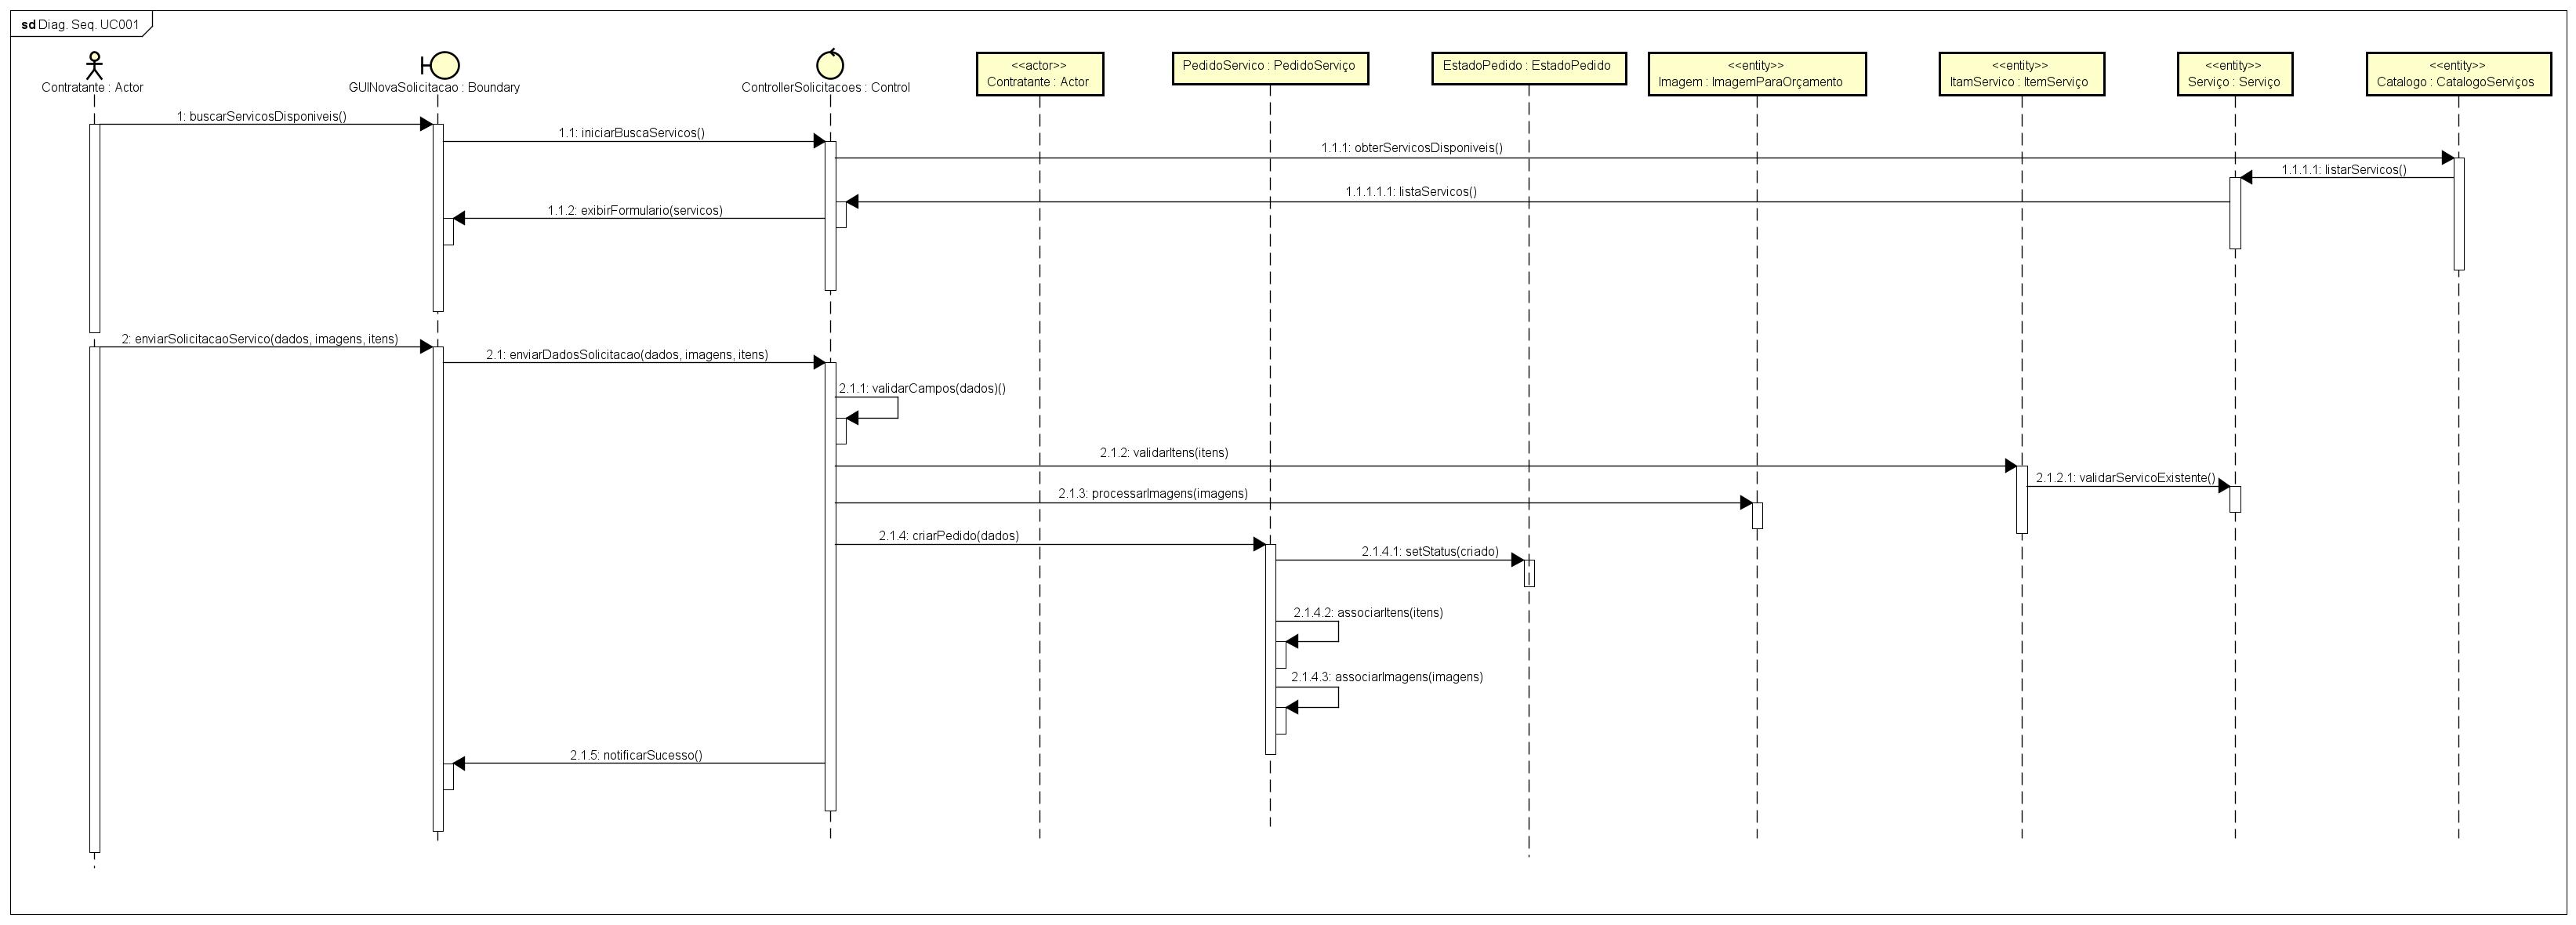 sd Diag. Seq. UC001
Contratante : Actor
GUINovaSolicitacao : Boundary
ControllerSolicitacoes : Control
<<actor>>
Contratante : Actor
PedidoServico : PedidoServiço
EstadoPedido : EstadoPedido
<<entity>>
Imagem : ImagemParaOrçamento
<<entity>>
ItamServico : ItemServiço
<<entity>>
Serviço : Serviço
<<entity>>
Catalogo : CatalogoServiços
1: buscarServicosDisponiveis()
1.1: iniciarBuscaServicos()
1.1.1: obterServicosDisponiveis()
1.1.1.1: listarServicos()
1.1.1.1.1: listaServicos()
1.1.2: exibirFormulario(servicos)
2: enviarSolicitacaoServico(dados, imagens, itens)
2.1: enviarDadosSolicitacao(dados, imagens, itens)
2.1.1: validarCampos(dados)()
2.1.2: validarItens(itens)
2.1.2.1: validarServicoExistente()
2.1.3: processarImagens(imagens)
2.1.4: criarPedido(dados)
2.1.4.1: setStatus(criado)
2.1.4.2: associarItens(itens)
2.1.4.3: associarImagens(imagens)
2.1.5: notificarSucesso()